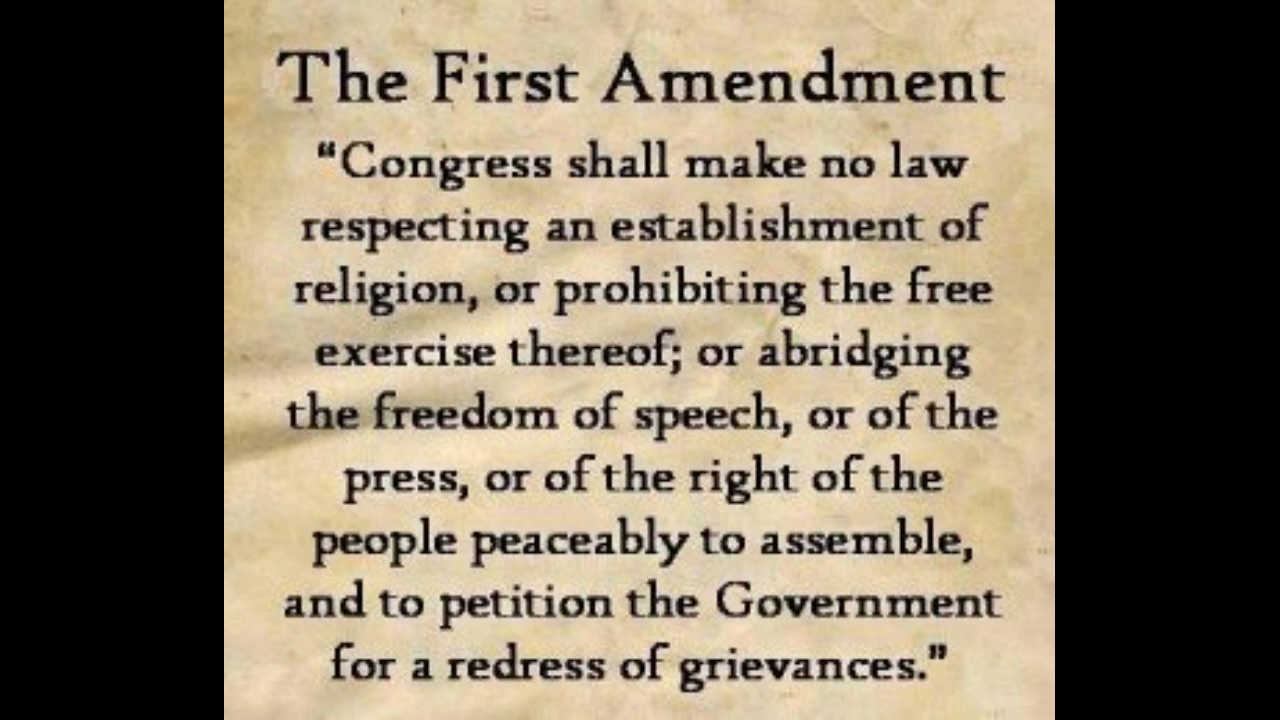 The First Amendment
“Congress shall make no law
respecting an establishment of
religion, or prohibiting the free
exercise thereof; or abridging
the freedom of speech, or of the
press, or of the right of the
people peaceably to assemble,
and to petition the Government
for a redress of grievances.”